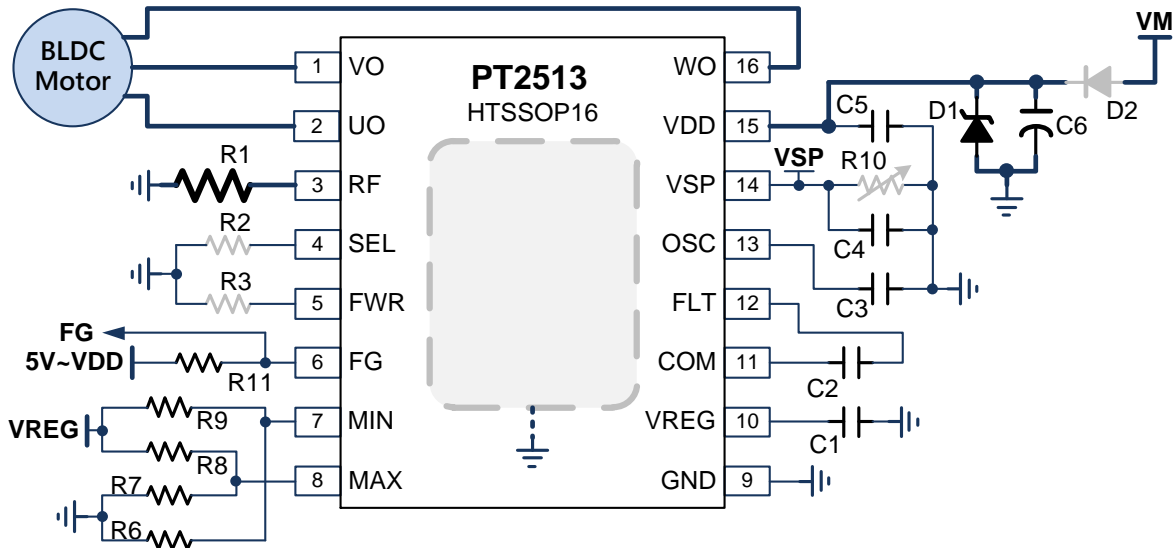 BLDC
Motor
VM
PT2513
HTSSOP16
1 VO
WO 16
C5
D1
C6
D2
2 UO
VDD 15
R1
VSP
R10
3 RF
VSP 14
R2
4 SEL
OSC 13
C4
R3
5 FWR
FLT 12
C3
FG
5V~VDD
6 FG
COM 11
R11
C2
R9
VREG
7 MIN
VREG 10
C1
R8
R7
8 MAX
GND 9
R6